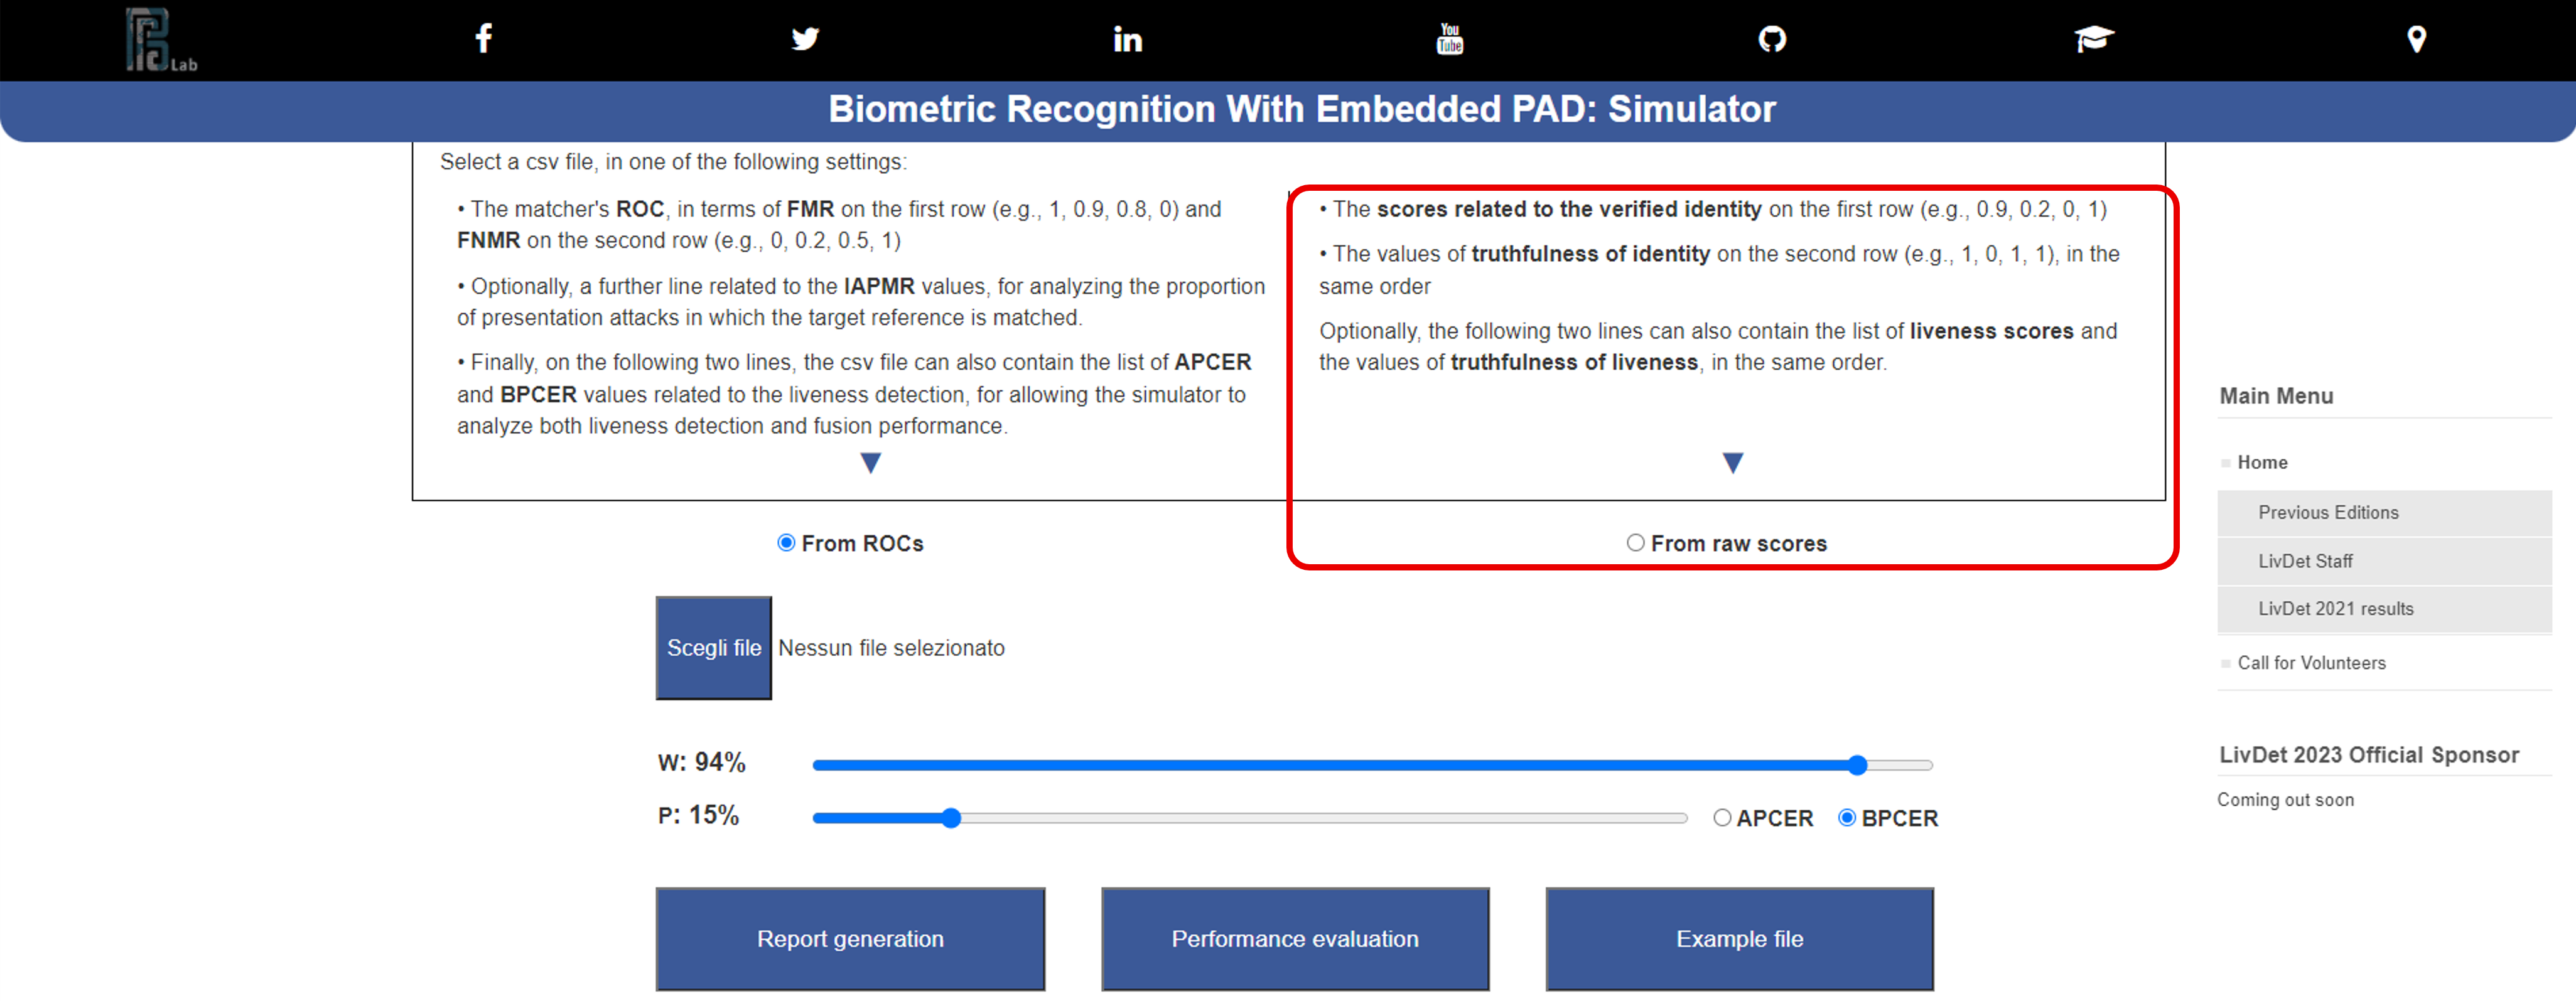 Lab
You
Tube
Biometric Recognition With Embedded PAD: Simulator
Select a csv file, in one of the following settings:
• The matcher's ROC, in terms of FMR on the first row (e.g., 1, 0.9, 0.8, 0) and
FNMR on the second row (e.g., 0, 0.2, 0.5, 1)
• Optionally, a further line related to the IAPMR values, for analyzing the proportion
of presentation attacks in which the target reference is matched.
• Finally, on the following two lines, the csv file can also contain the list of APCER
and BPCER values related to the liveness detection, for allowing the simulator to
analyze both liveness detection and fusion performance.
• The scores related to the verified identity on the first row (e.g., 0.9, 0.2, 0, 1)
• The values of truthfulness of identity on the second row (e.g., 1, 0, 1, 1), in the
same order
Optionally, the following two lines can also contain the list of liveness scores and
the values of truthfulness of liveness, in the same order.
From ROCs
From raw scores
Scegli file Nessun file selezionato
W: 94%
P: 15%
APCER BPCER
Report generation
Performance evaluation
Example file
Main Menu
Home
Previous Editions
LivDet Staff
LivDet 2021 results
Call for Volunteers
LivDet 2023 Official Sponsor
Coming out soon